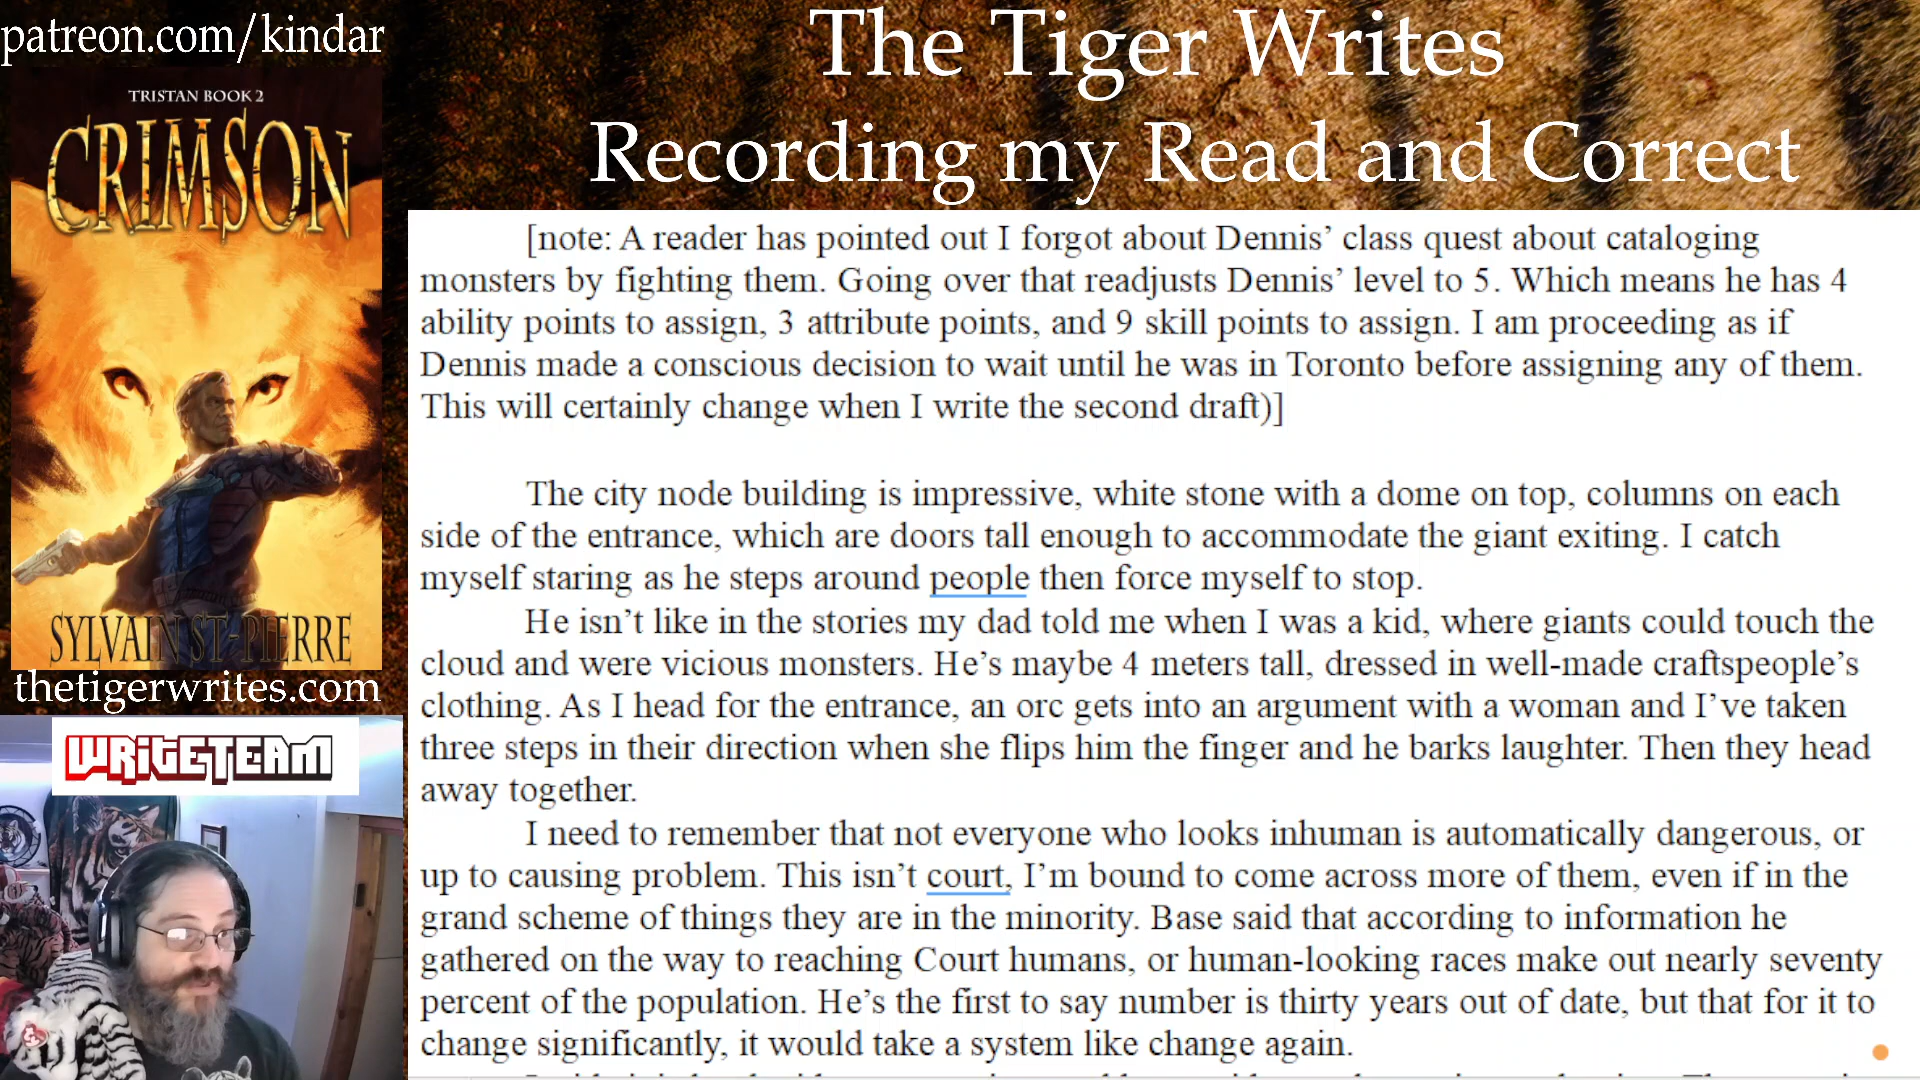 patreon.com/kindar
TRISTAN BOOK 2
CRIMSON
SYLVAIN ST-PIERRE
thetigerwrites.com
WRiTETEAM
The Tiger Writes
Recording my Read and Correct
[note: A reader has pointed out I forgot about Dennis’ class quest about cataloging
monsters by fighting them. Going over that readjusts Dennis’ level to 5. Which means he has 4
ability points to assign, 3 attribute points, and 9 skill points to assign. I am proceeding as if
Dennis made a conscious decision to wait until he was in Toronto before assigning any of them.
This will certainly change when I write the second draft)]
The city node building is impressive, white stone with a dome on top, columns on each
side of the entrance, which are doors tall enough to accommodate the giant exiting. I catch
myself staring as he steps around people then force myself to stop.
He isn’t like in the stories my dad told me when I was a kid, where giants could touch the
cloud and were vicious monsters. He’s maybe 4 meters tall, dressed in well-made craftspeople’s
clothing. As I head for the entrance, an orc gets into an argument with a woman and I’ve taken
three steps in their direction when she flips him the finger and he barks laughter. Then they head
away together.
I need to remember that not everyone who looks inhuman is automatically dangerous, or
up to causing problem. This isn’t court, I’m bound to come across more of them, even if in the
grand scheme of things they are in the minority. Base said that according to information he
gathered on the way to reaching Court humans, or human-looking races make out nearly seventy
percent of the population. He’s the first to say number is thirty years out of date, but that for it to
change significantly, it would take a system like change again.